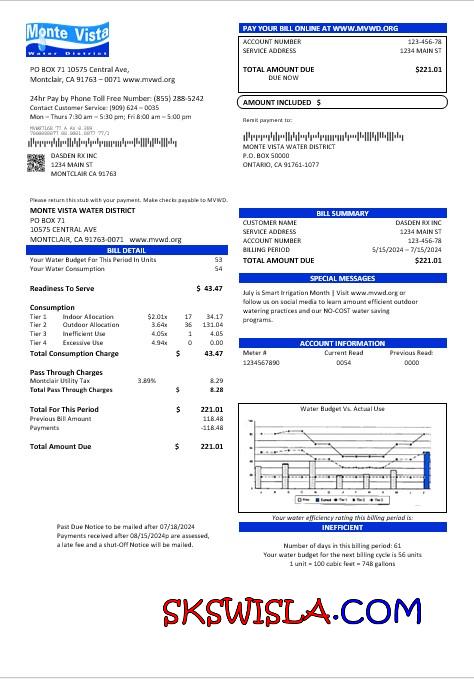 Monte Vista
Water District
PO BOX 71 10575 Central Ave,
Montclair, CA 91763 – 0071 www.mvwd.org
24hr Pay by Phone Toll Free Number: (855) 288-5242
Contact Customer Service: (909) 624 – 0035
Mon – Thurs 7:30 am – 5:30 pm; Fri 8:00 am – 5:00 pm
DASDEN RX INC
1234 MAIN ST
MONTCLAIR CA 91763
PAY YOUR BILL ONLINE AT WWW.MVWD.ORG
ACCOUNT NUMBER 123-456-78
SERVICE ADDRESS 1234 MAIN ST
TOTAL AMOUNT DUE $221.01
DUE NOW
AMOUNT INCLUDED $
Remit payment to:
MONTE VISTA WATER DISTRICT
P.O. BOX 50000
ONTARIO, CA 91761-1077
Please return this stub with your payment. Make checks payable to MVWD.
MONTE VISTA WATER DISTRICT
PO BOX 71
10575 CENTRAL AVE
MONTCLAIR, CA 91763-0071 www.mvwd.org
BILL DETAIL
Your Water Budget For This Period In Units 53
Your Water Consumption 54
Readiness To Serve $ 43.47
Consumption
Tier 1 Indoor Allocation $2.01x 17 34.17
Tier 2 Outdoor Allocation 3.64x 36 131.04
Tier 3 Inefficient Use 4.05x 1 4.05
Tier 4 Excessive Use 4.94x 0 0.00
Total Consumption Charge $ 43.47
Pass Through Charges
Montclair Utility Tax 3.89% 8.29
Total Pass Through Charges $ 8.28
Total For This Period $ 221.01
Previous Bill Amount 118.48
Payments -118.48
Total Amount Due $ 221.01
Past Due Notice to be mailed after 07/18/2024
Payments received after 08/15/2024p are assessed,
a late fee and a shut-Off Notice will be mailed.
BILL SUMMARY
CUSTOMER NAME DASDEN RX INC
SERVICE ADDRESS 1234 MAIN ST
ACCOUNT NUMBER 123-456-78
BILLING PERIOD 5/15/2024 – 7/15/2024
TOTAL AMOUNT DUE $221.01
SPECIAL MESSAGES
July is Smart Irrigation Month | Visit www.mvwd.org or
follow us on social media to learn amount efficient outdoor
watering practices and our NO-COST water saving
programs.
ACCOUNT INFORMATION
Meter # Current Read Previous Read:
1234567890 0054 0000
Water Budget Vs. Actual Use
Your water efficiency rating this billing period is:
INEFFICIENT
Number of days in this billing period: 61
Your water budget for the next billing cycle is 56 units
1 unit = 100 cubic feet = 748 gallons
SKSWISLA.COM